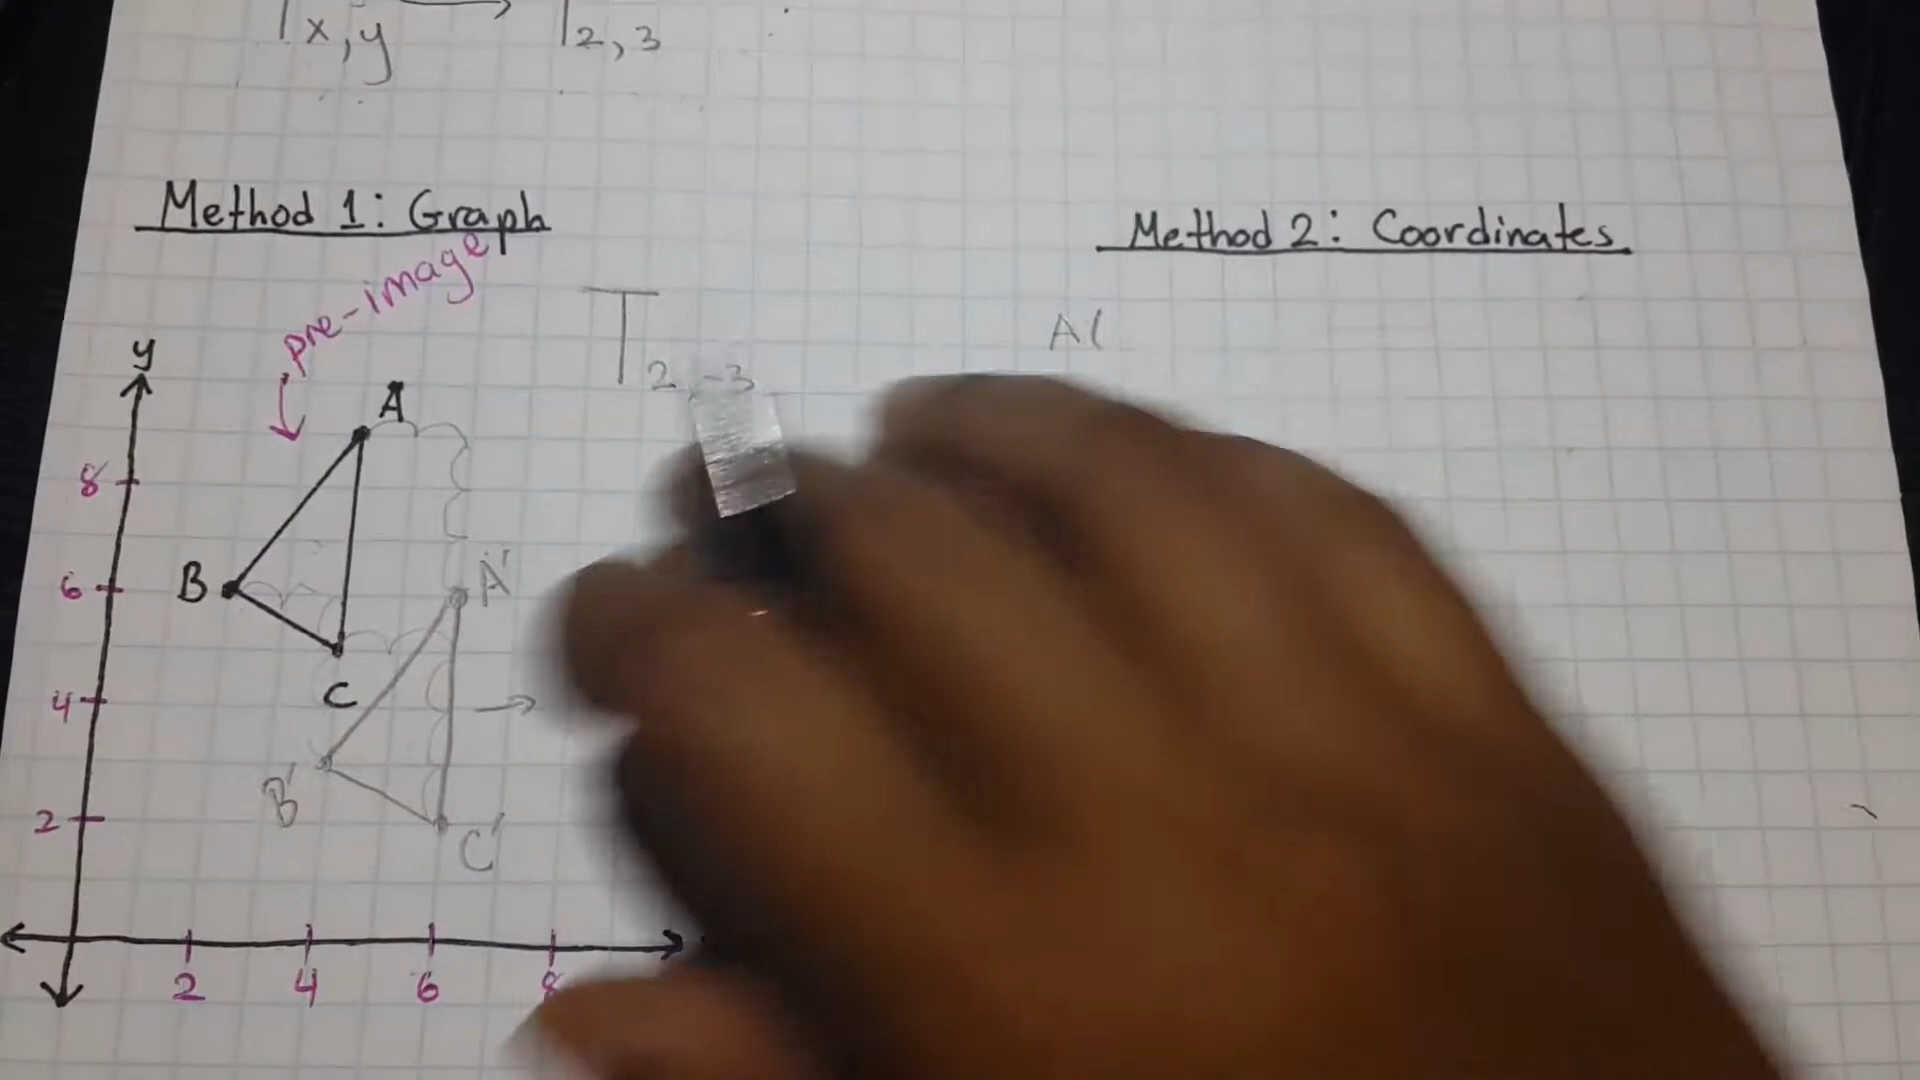 Tx,y → T2,3
Method 1: Graph
Method 2: Coordinates
pre-image
T2,-3
A(
y
A
8
B
6
A'
C
4
B'
2
C'
2 4 6 8